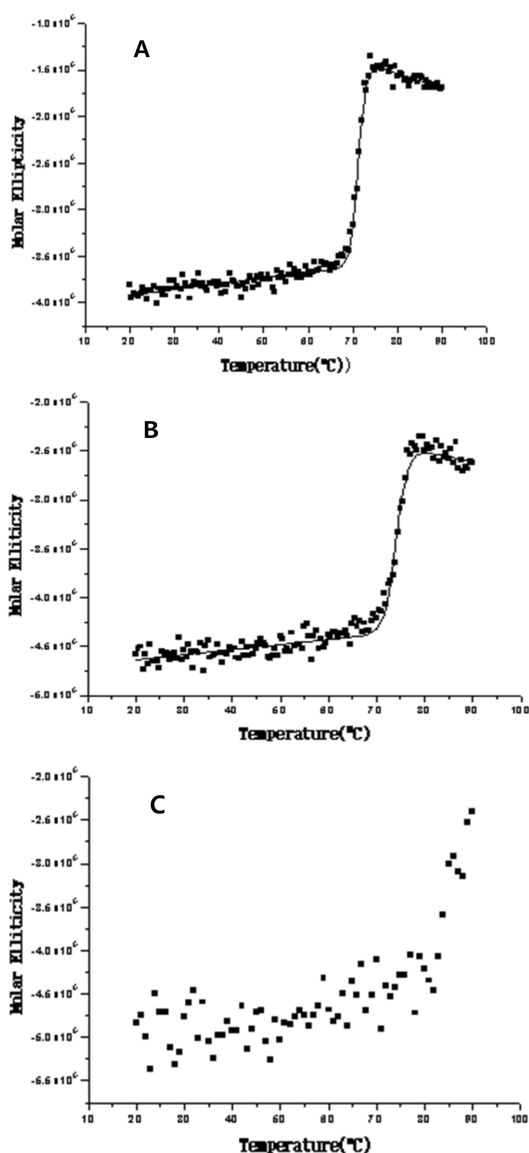 A
Molar Ellipticity
-1.0x10⁶
-1.5x10⁶
-2.0x10⁶
-2.5x10⁶
-3.0x10⁶
-3.5x10⁶
-4.0x10⁶
10 20 30 40 50 60 70 80 90 100
Temperature(°C))
B
Molar Elliticity
-2.0x10⁶
-2.5x10⁶
-3.0x10⁶
-3.5x10⁶
-4.0x10⁶
-4.5x10⁶
-5.0x10⁶
10 20 30 40 50 60 70 80 90 100
Temperature(°C)
C
Molar Elliticity
-2.0x10⁶
-2.5x10⁶
-3.0x10⁶
-3.5x10⁶
-4.0x10⁶
-4.5x10⁶
-5.0x10⁶
-5.5x10⁶
10 20 30 40 50 60 70 80 90 100
Temperature(°C)